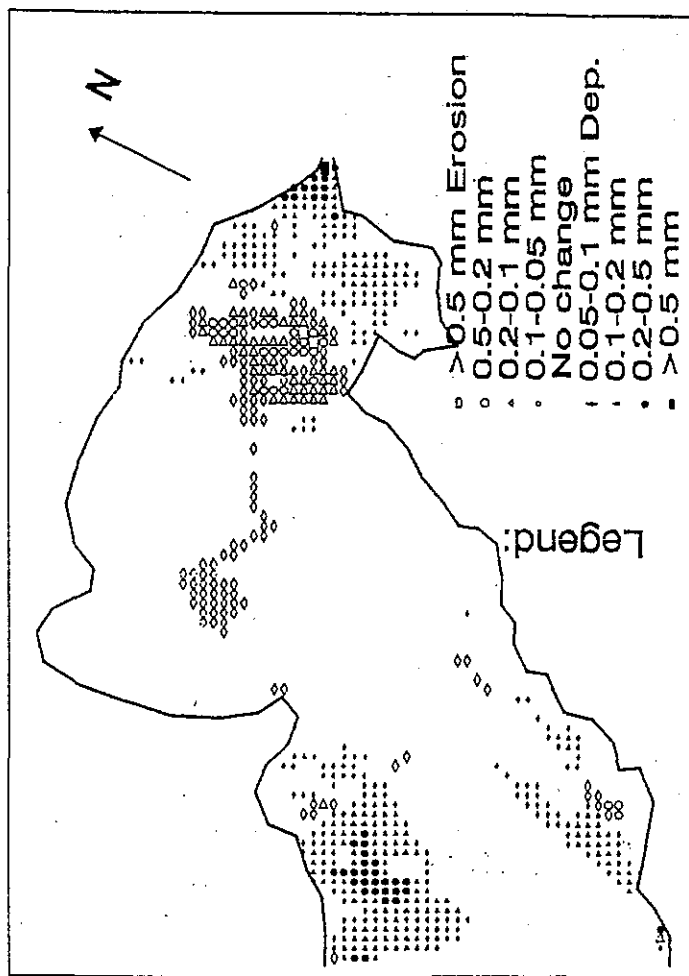 N
Legend:
>0.5 mm Erosion
0.5-0.2 mm
0.2-0.1 mm
0.1-0.05 mm
No change
0.05-0.1 mm Dep.
0.1-0.2 mm
0.2-0.5 mm
>0.5 mm